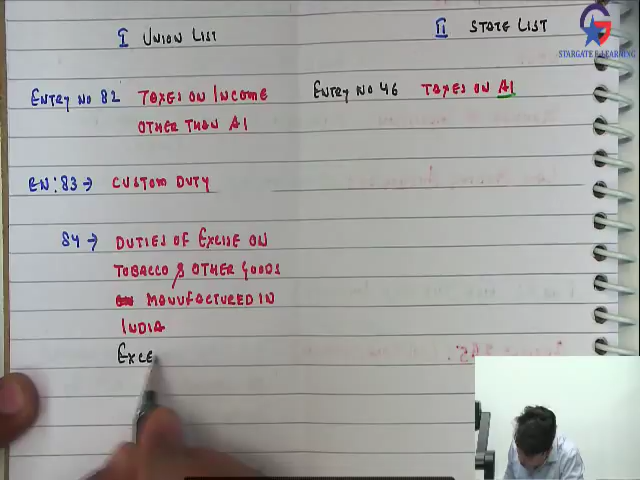 I UNION LIST
II STATE LIST
STARGATE E-LEARNING
ENTRY NO 82 TAXES ON INCOME
OTHER THAN AI
ENTRY NO 46 TAXES ON AI
EN: 83 → CUSTOM DUTY
84 → DUTIES OF EXCISE ON
TOBACCO & OTHER GOODS
MANUFACTURED IN
INDIA
EXCE